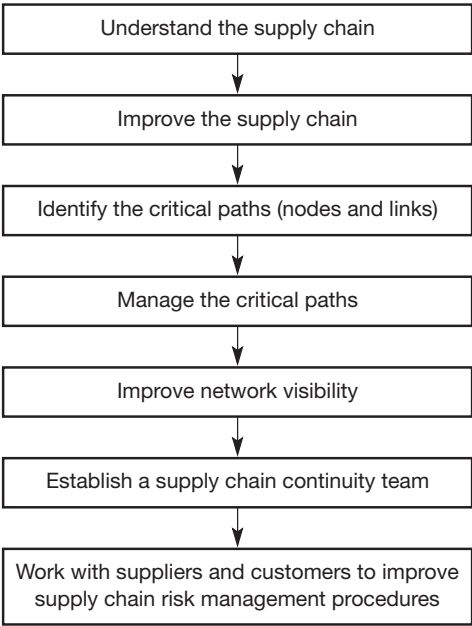 Understand the supply chain
Improve the supply chain
Identify the critical paths (nodes and links)
Manage the critical paths
Improve network visibility
Establish a supply chain continuity team
Work with suppliers and customers to improve
supply chain risk management procedures